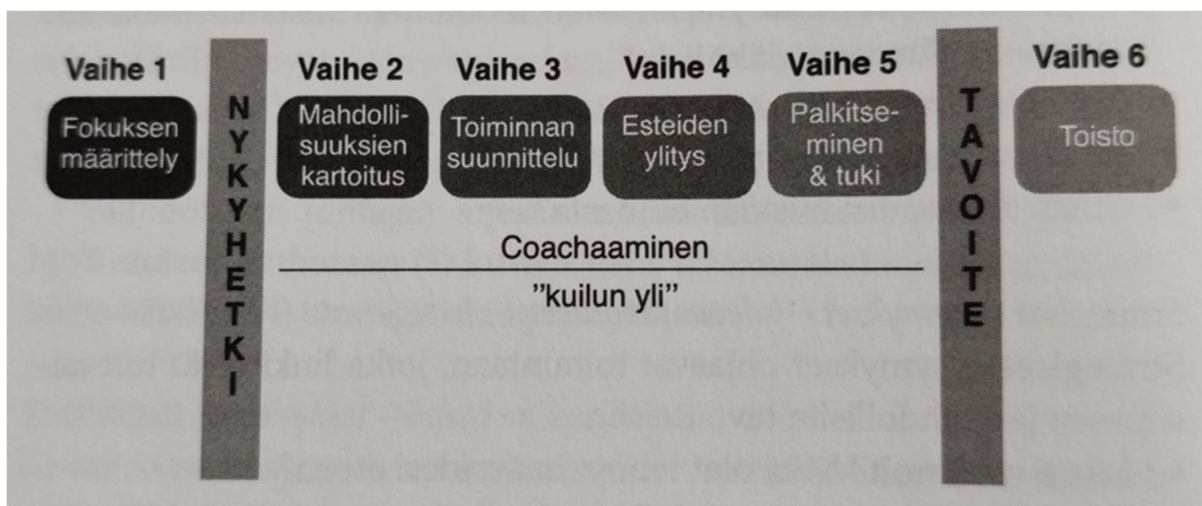 Vaihe 1
Fokuksen
määrittely
NYKYHETKI
Vaihe 2
Mahdolli-
suuksien
kartoitus
Vaihe 3
Toiminnan
suunnittelu
Vaihe 4
Esteiden
ylitys
Vaihe 5
Palkitse-
minen
& tuki
Coachaaminen
”kuilun yli”
TAVOITE
Vaihe 6
Toisto